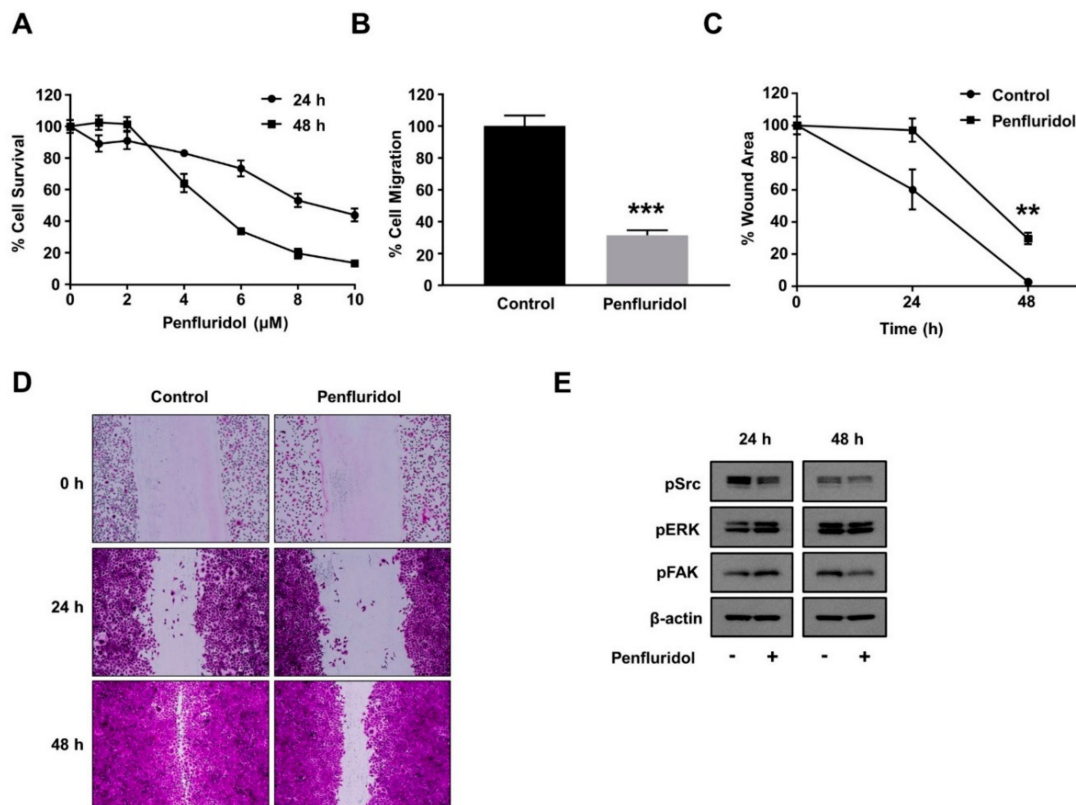 A
B
C
120
100
80
60
40
20
0
% Cell Survival
0 2 4 6 8 10
Penfluridol (µM)
24 h
48 h
120
100
80
60
40
20
0
% Cell Migration
***
Control Penfluridol
120
100
80
60
40
20
0
% Wound Area
Control
Penfluridol
**
0 24 48
Time (h)
D
Control Penfluridol
0 h
24 h
48 h
E
24 h 48 h
pSrc
pERK
pFAK
β-actin
Penfluridol - + - +